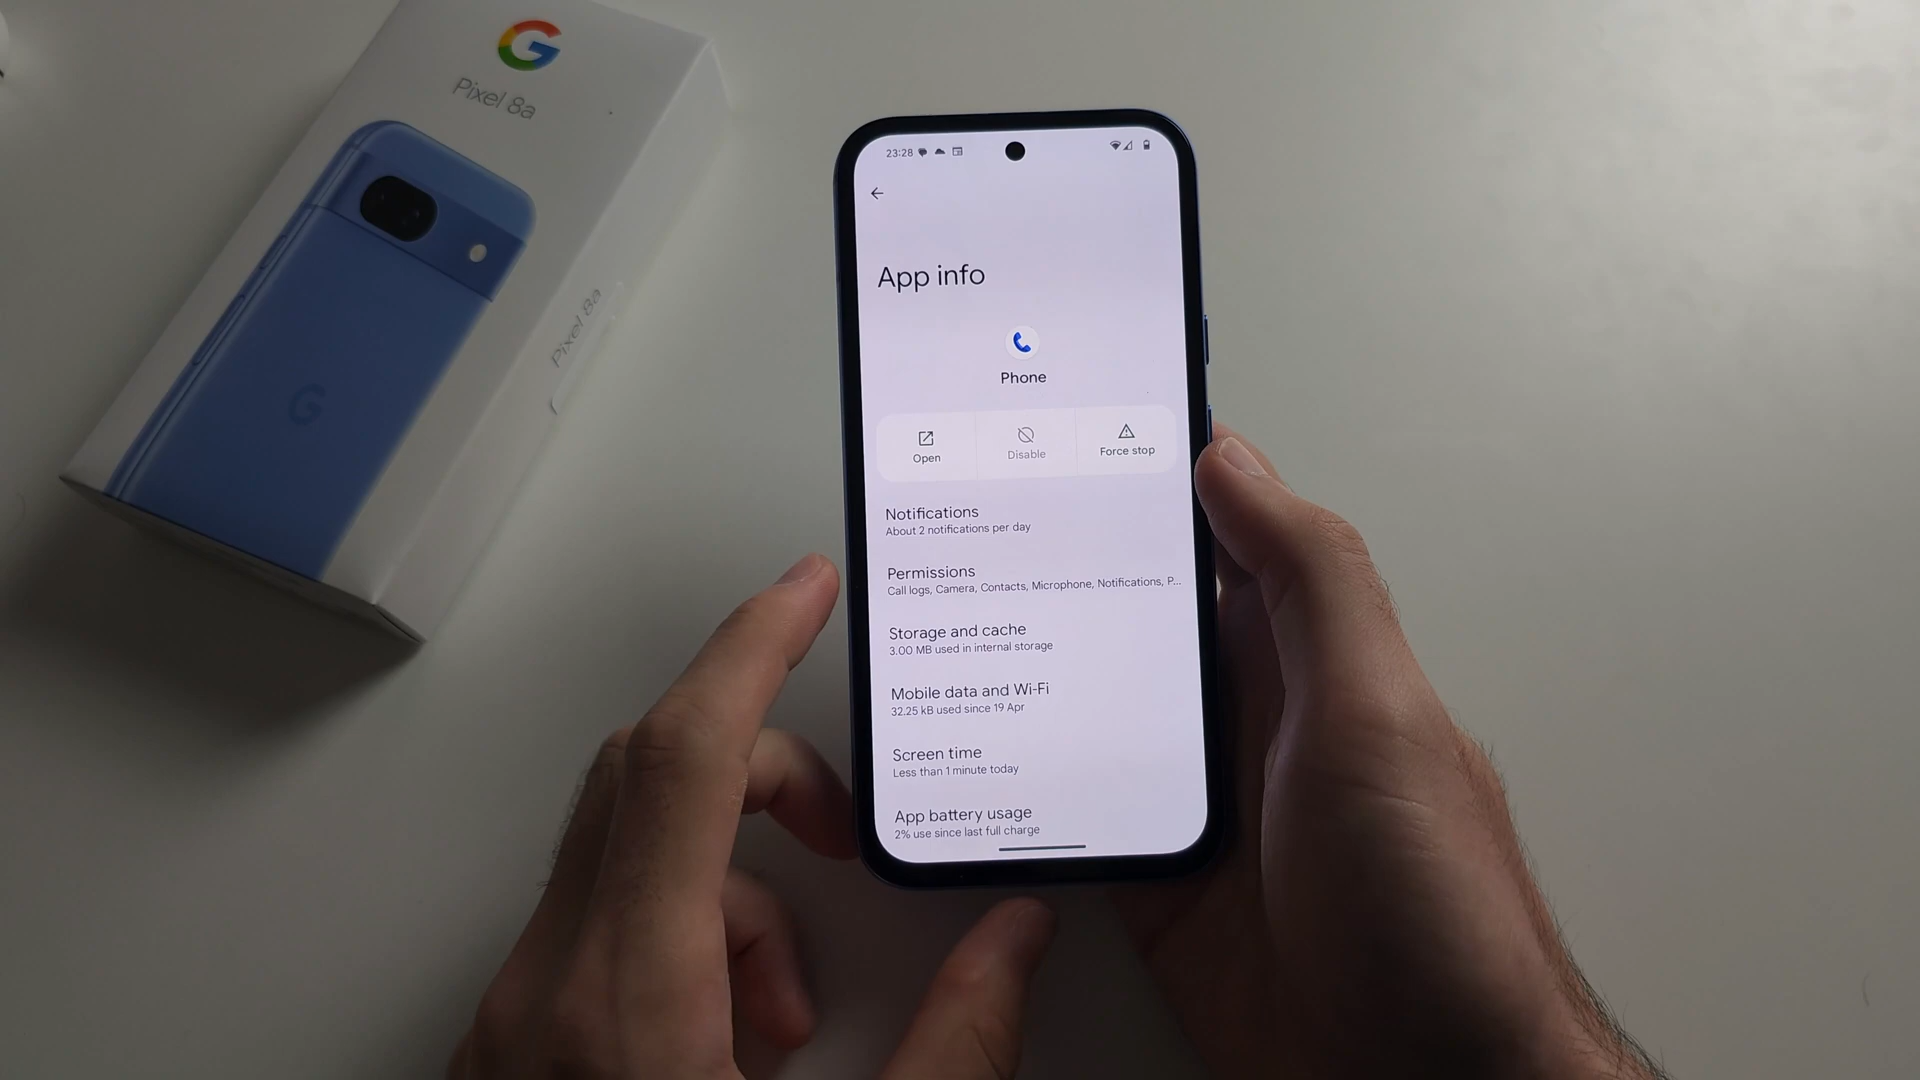 Pixel 8a
Pixel 8a
23:28
App info
Phone
Open
Disable
Force stop
Notifications
About 2 notifications per day
Permissions
Call logs, Camera, Contacts, Microphone, Notifications, P...
Storage and cache
3.00 MB used in internal storage
Mobile data and Wi-Fi
32.25 kB used since 19 Apr
Screen time
Less than 1 minute today
App battery usage
2% use since last full charge